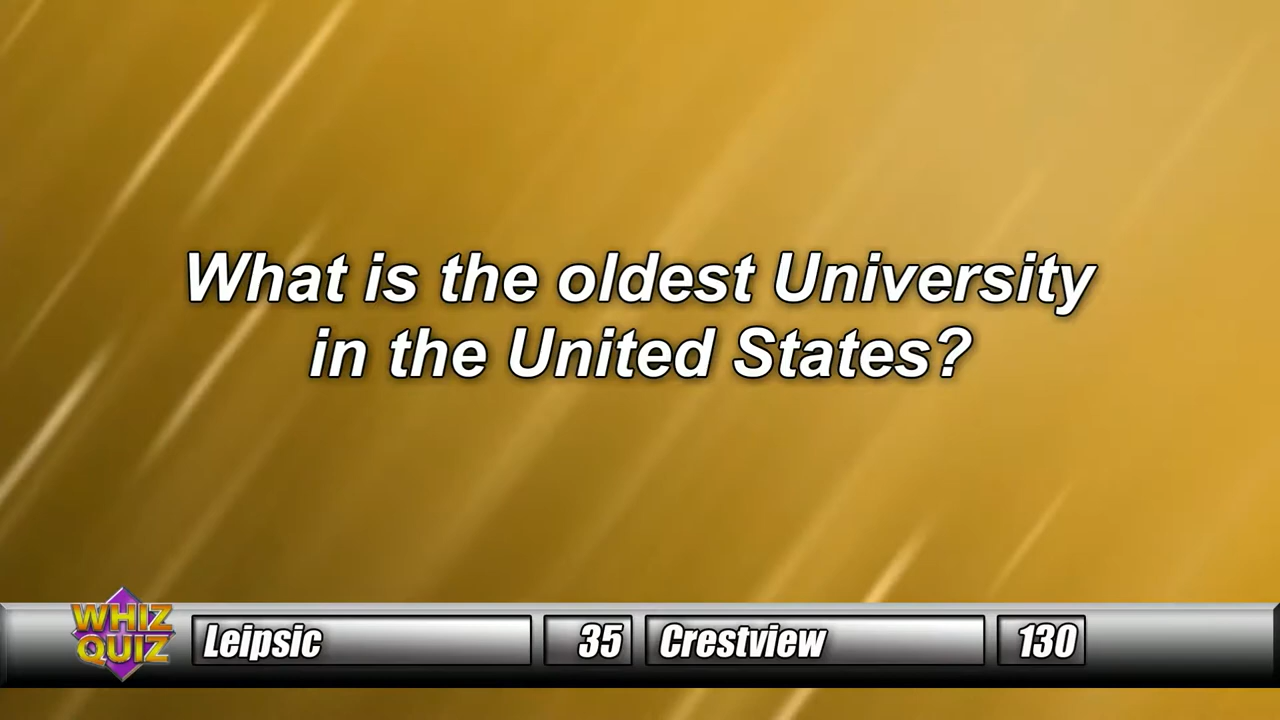 What is the oldest University
in the United States?
WHIZ
QUIZ
Leipsic 35 Crestview 130